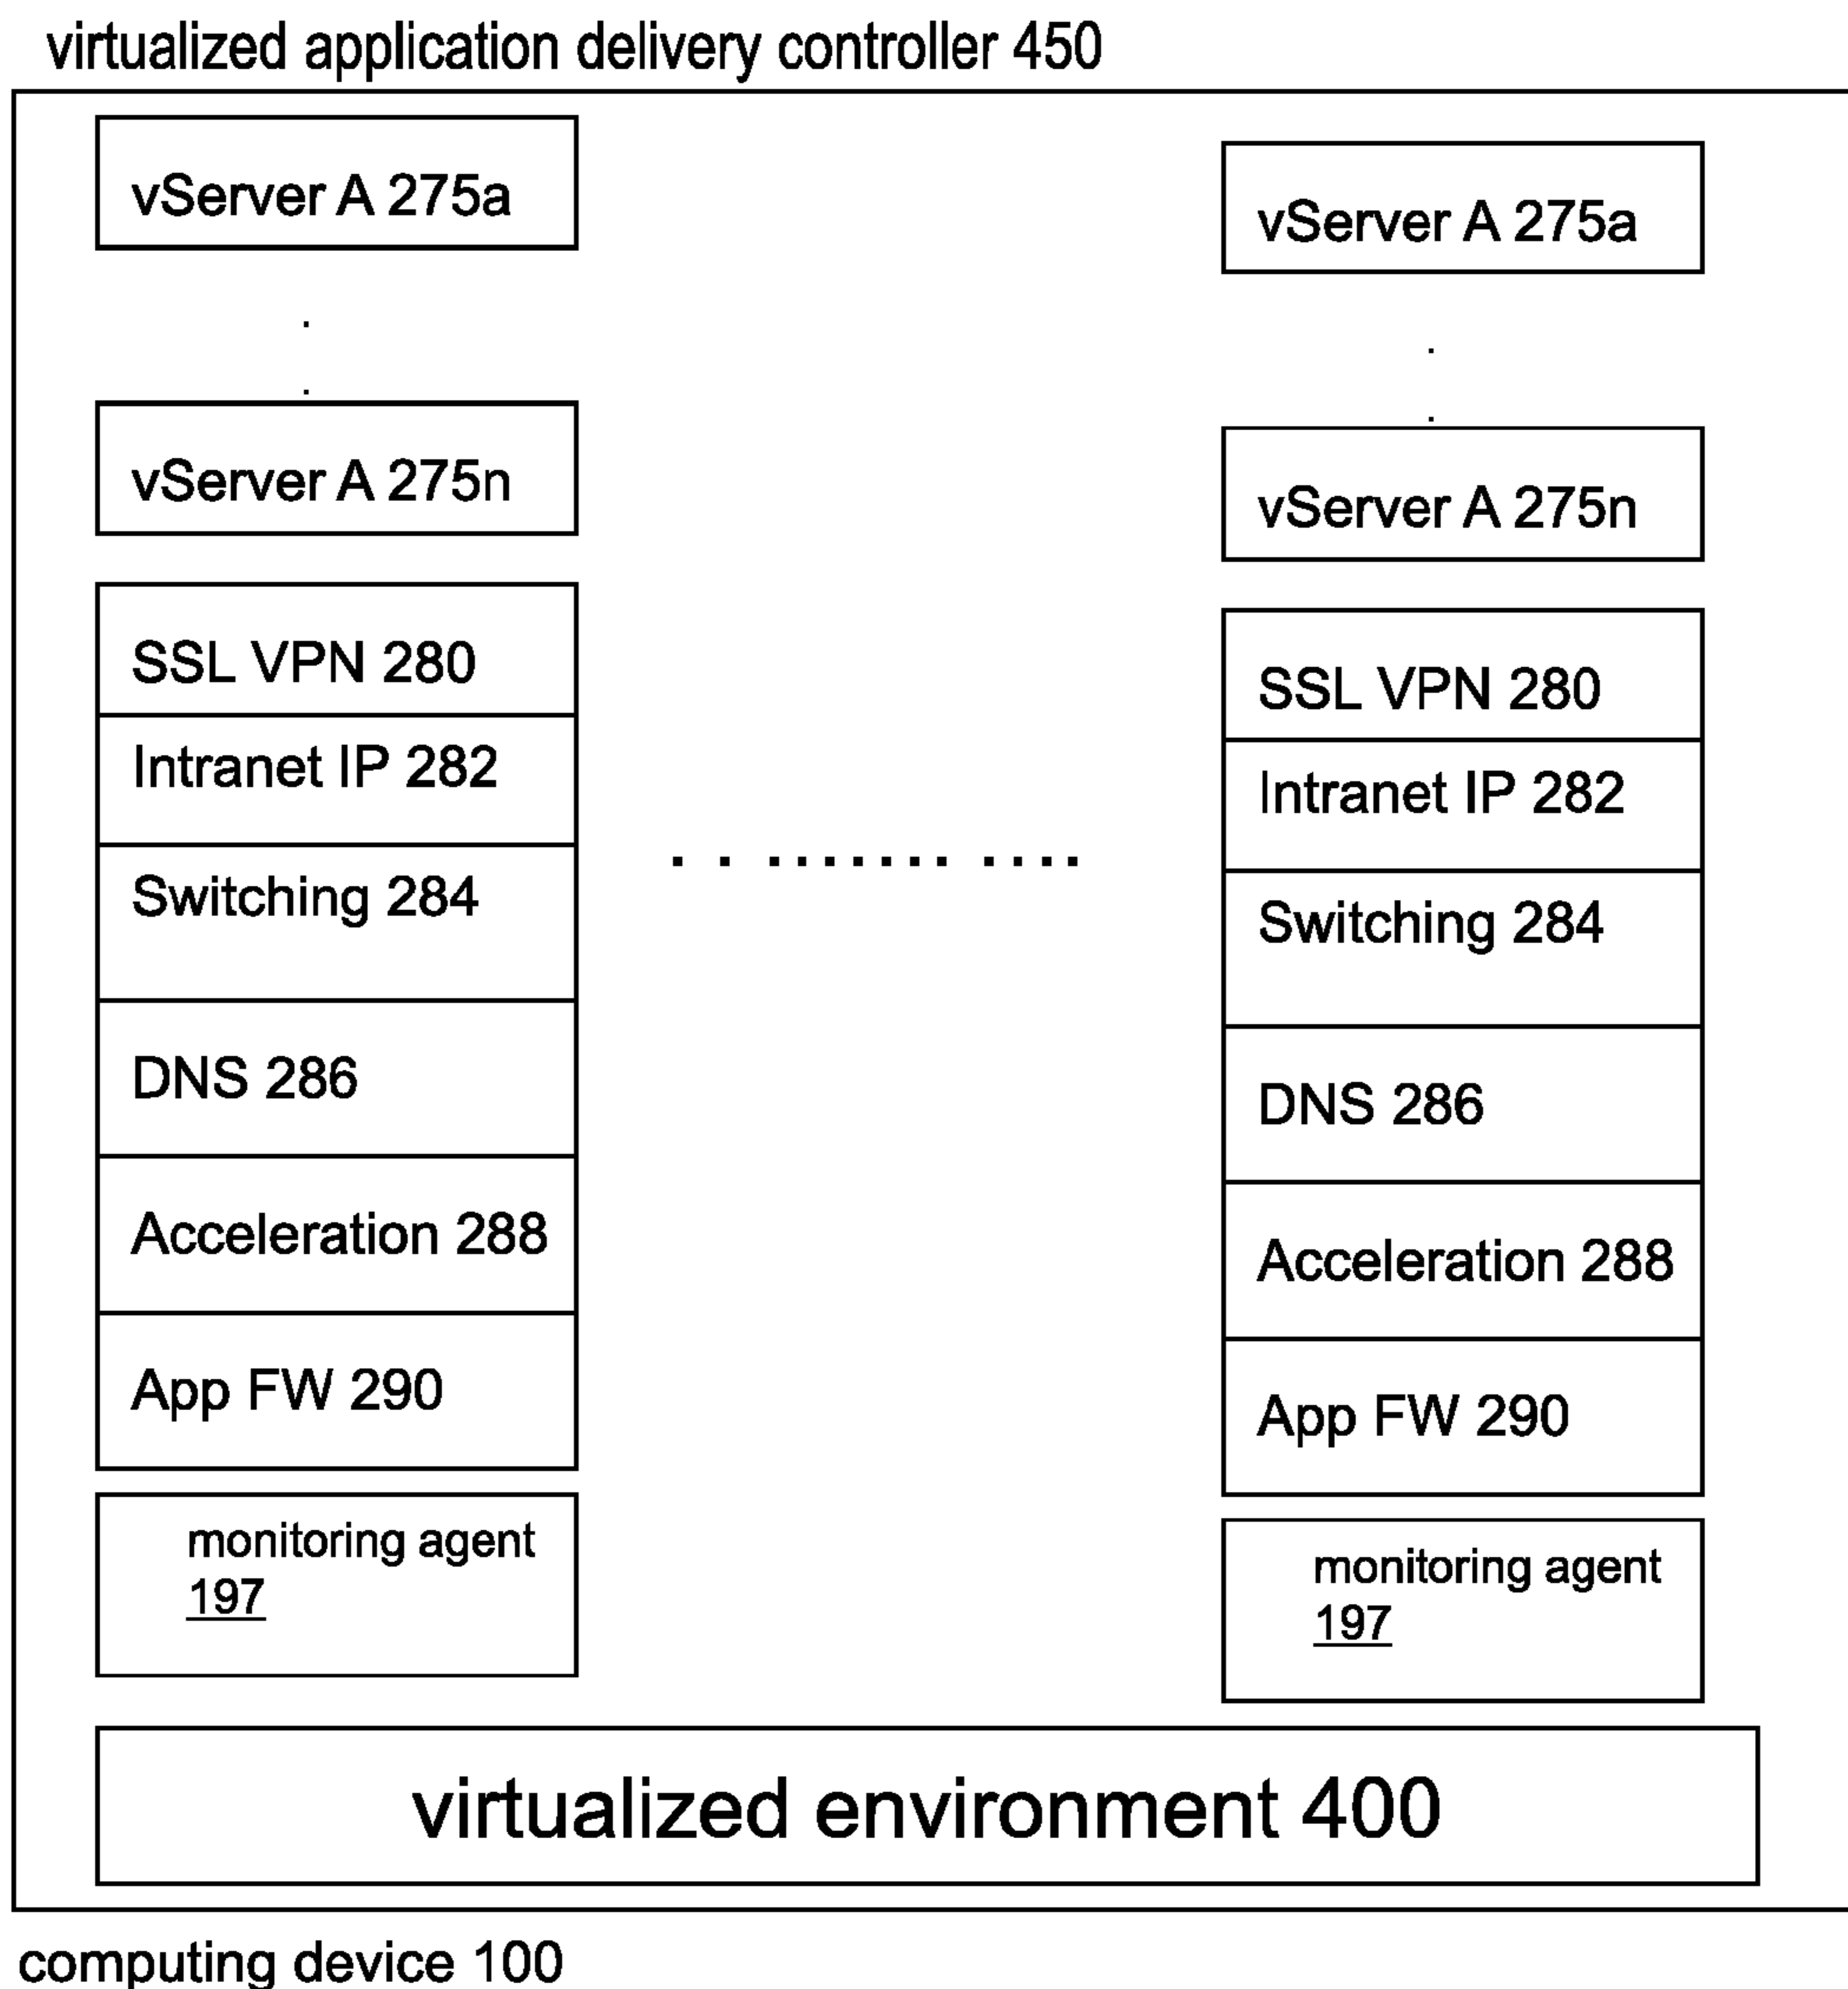 virtualized application delivery controller 450
vServer A 275a
vServer A 275n
SSL VPN 280
Intranet IP 282
Switching 284
DNS 286
Acceleration 288
App FW 290
monitoring agent
197
vServer A 275a
vServer A 275n
SSL VPN 280
Intranet IP 282
Switching 284
DNS 286
Acceleration 288
App FW 290
monitoring agent
197
virtualized environment 400
computing device 100